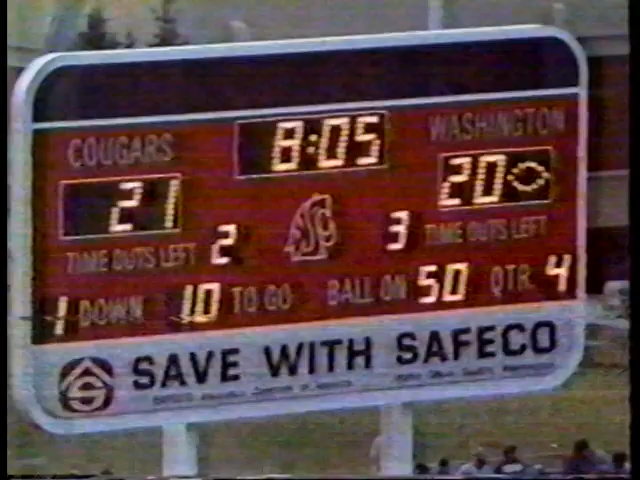 COUGARS 8:05 WASHINGTON
21 20
TIME OUTS LEFT 2 3 TIME OUTS LEFT
1 DOWN 10 TO GO BALL ON 50 QTR. 4
SAVE WITH SAFECO